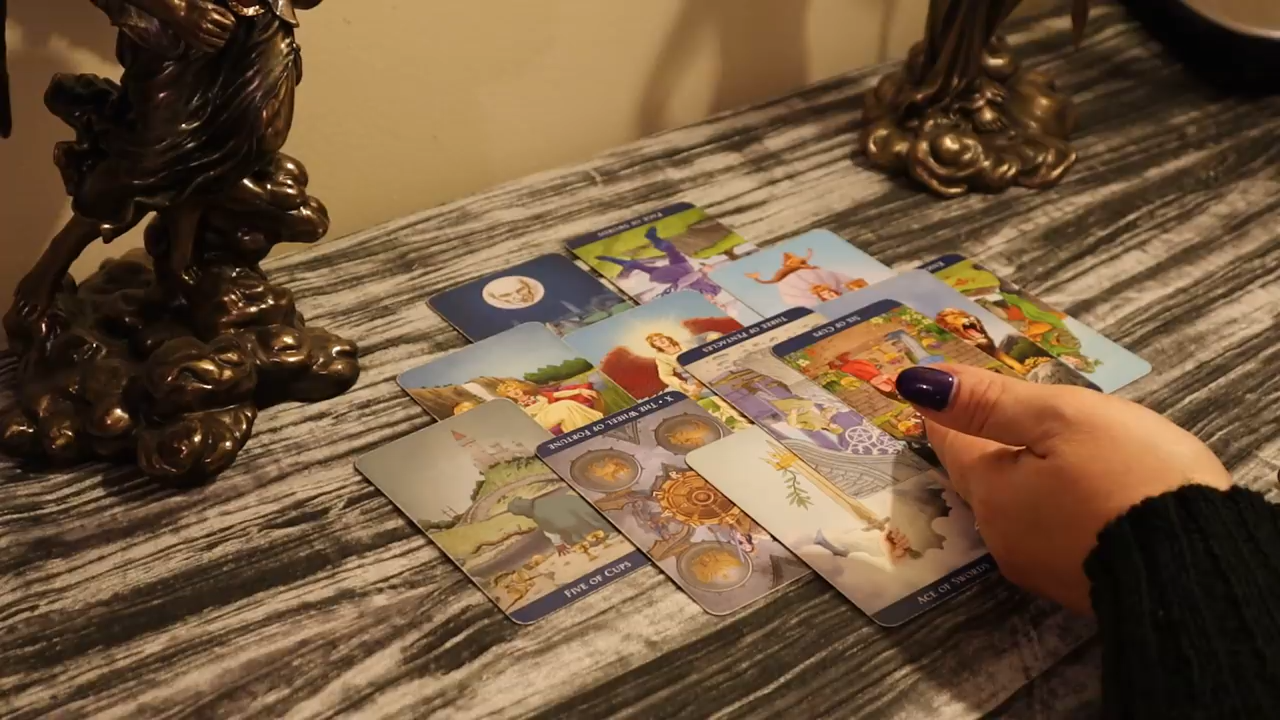 PAGE OF SWORDS
THREE OF PENTACLES
SIX OF CUPS
X • THE WHEEL OF FORTUNE
FIVE OF CUPS
ACE OF SWORDS